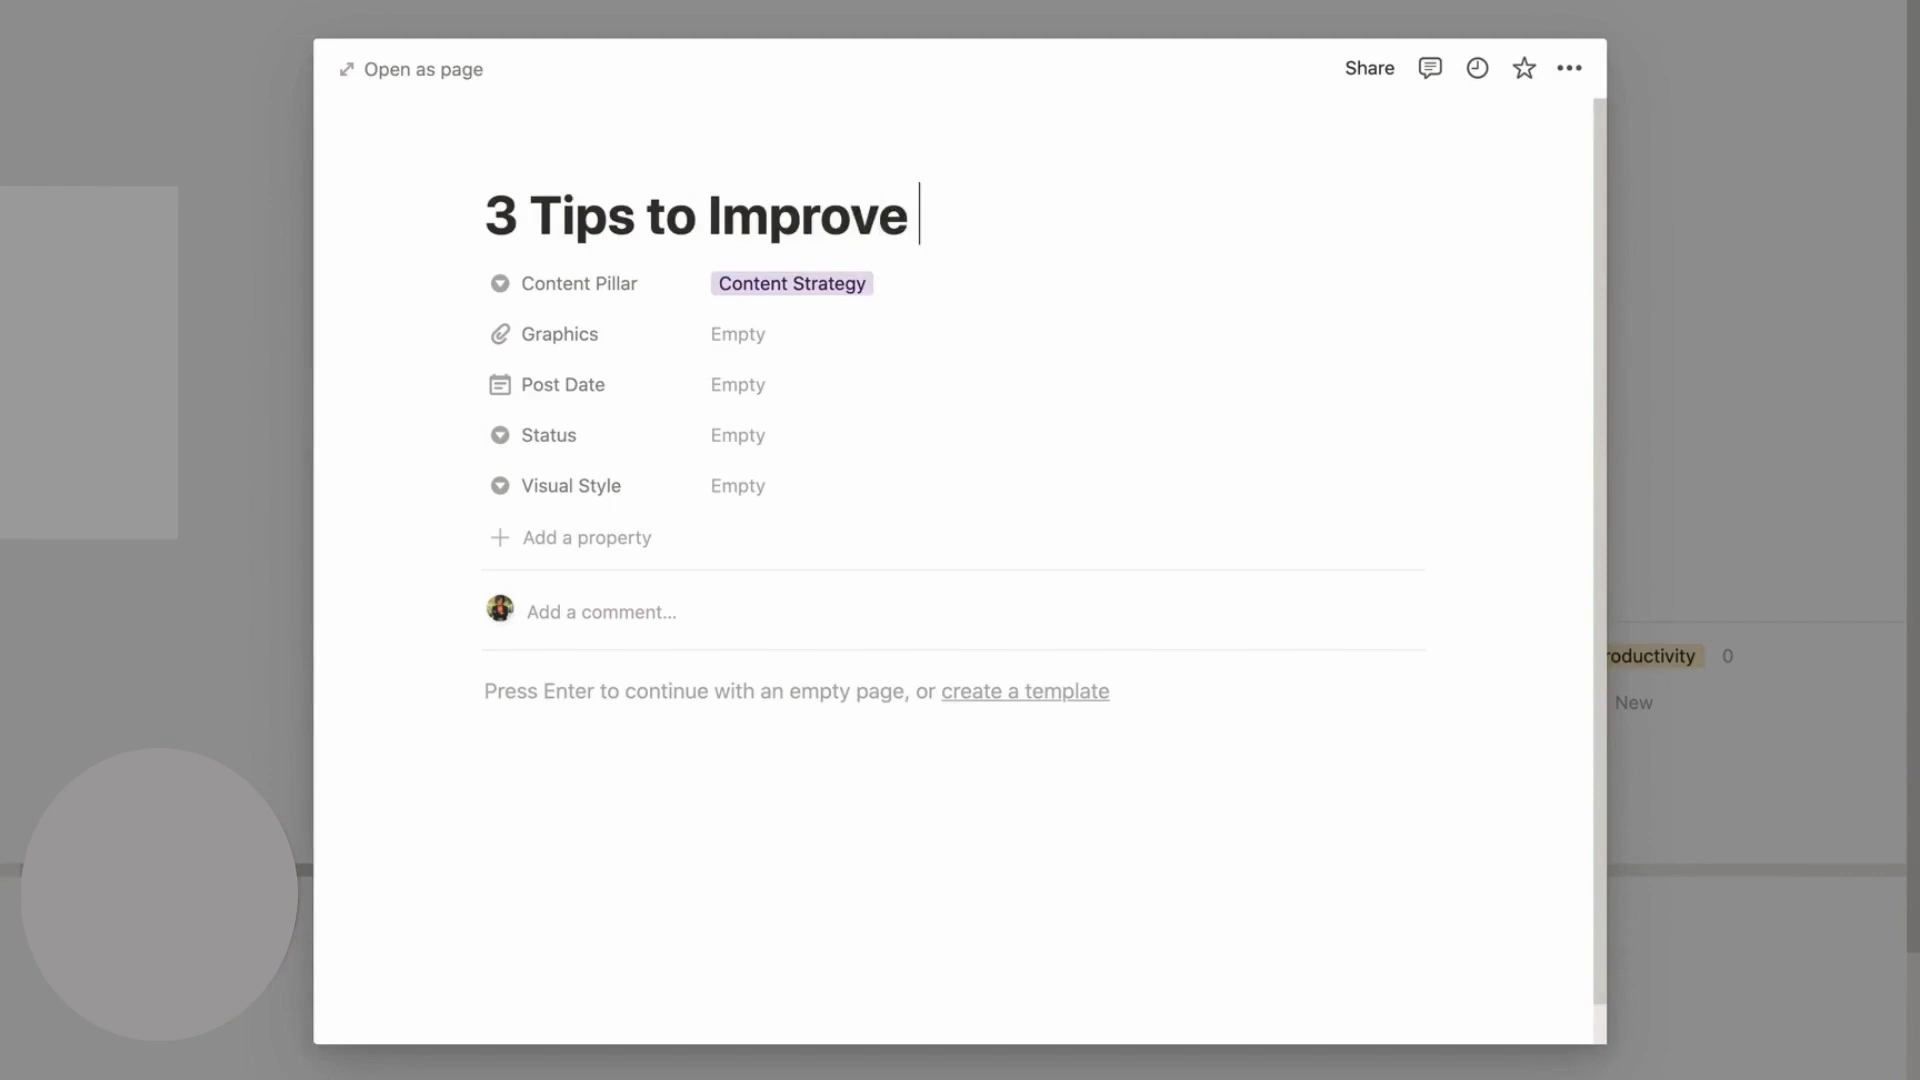 Open as page
Share
3 Tips to Improve
Content Pillar Content Strategy
Graphics Empty
Post Date Empty
Status Empty
Visual Style Empty
Add a property
Add a comment...
Press Enter to continue with an empty page, or create a template
roductivity 0
New